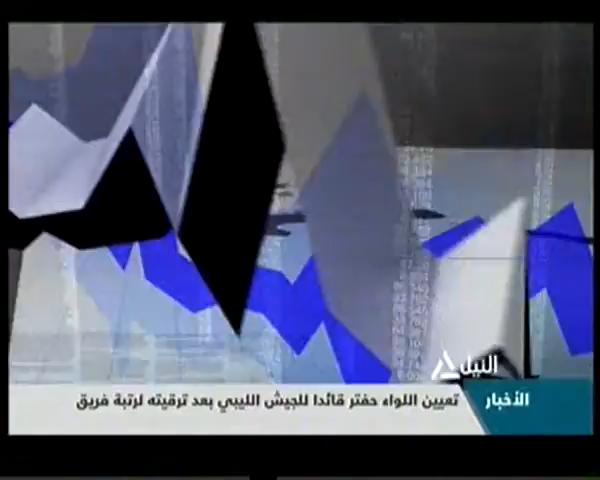 النيل
الأخبار
تعيين اللواء حفتر قائدا للجيش الليبي بعد ترقيته لرتبة فريق